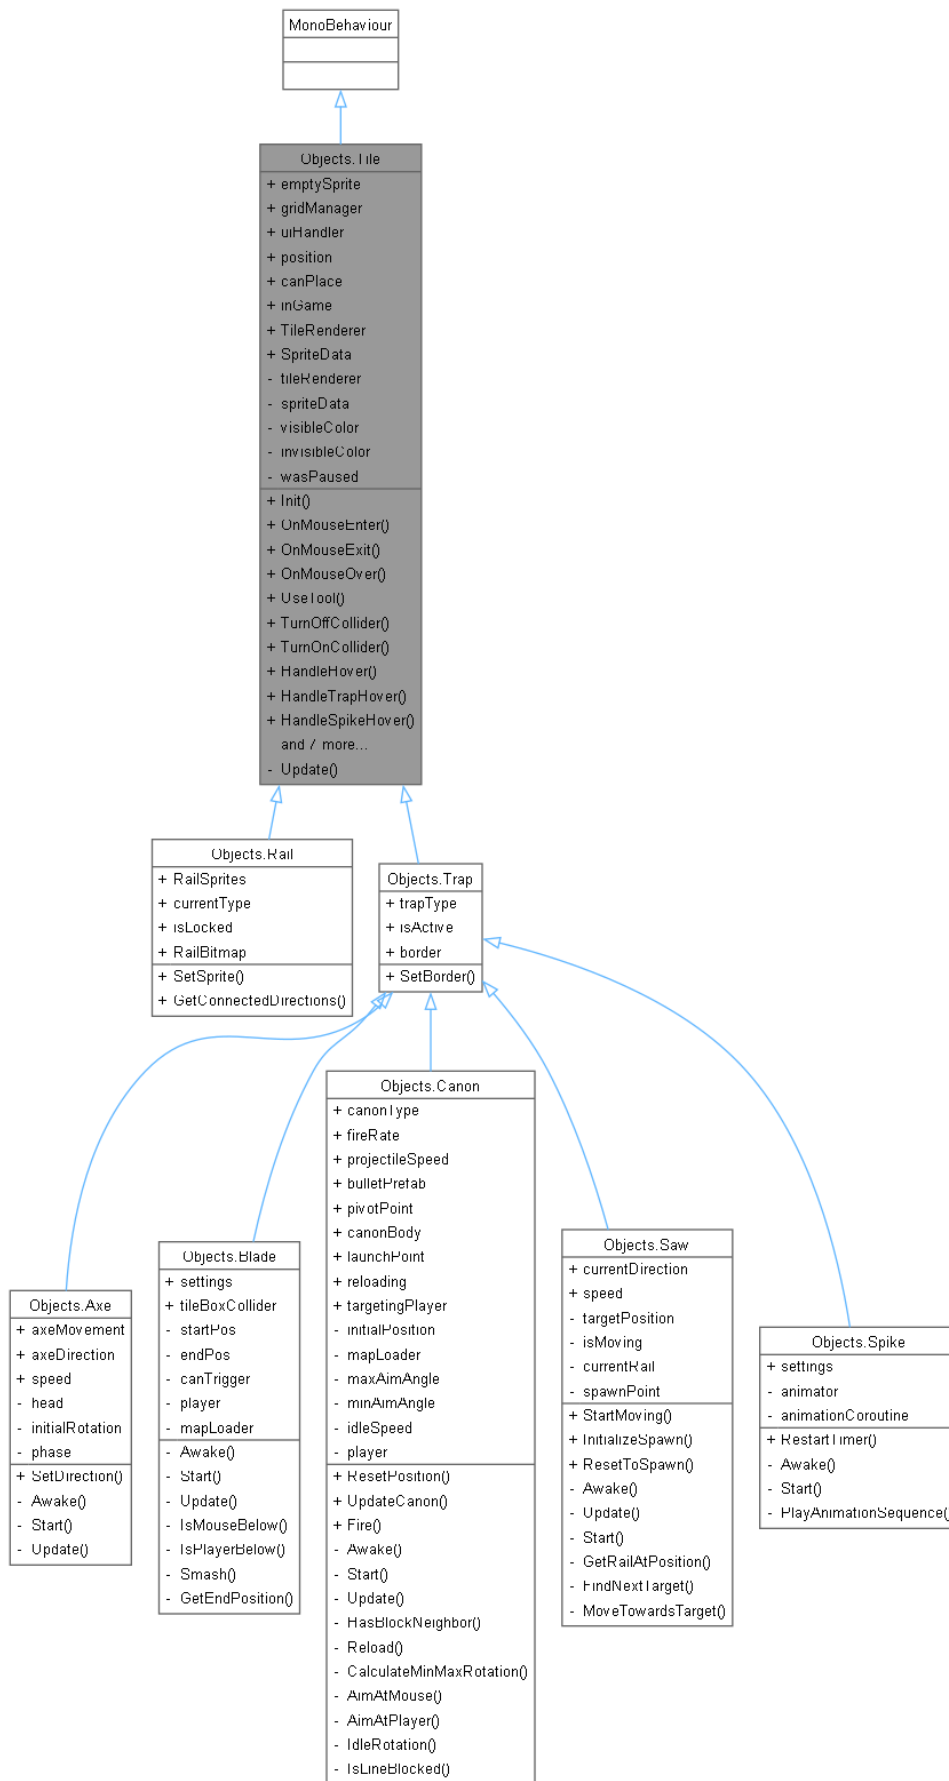 MonoBehaviour
Objects.Tile
+ emptySprite
+ gridManager
+ uiHandler
+ position
+ canPlace
+ inGame
+ TileRenderer
+ SpriteData
- tileRenderer
- spriteData
- visibleColor
- invisibleColor
- wasPaused
+ Init()
+ OnMouseEnter()
+ OnMouseExit()
+ OnMouseOver()
+ UseTool()
+ TurnOffCollider()
+ TurnOnCollider()
+ HandleHover()
+ HandleTrapHover()
+ HandleSpikeHover()
and 7 more...
- Update()
Objects.Rail
+ RailSprites
+ currentType
+ isLocked
+ RailBitmap
+ SetSprite()
+ GetConnectedDirections()
Objects.Trap
+ trapType
+ isActive
+ border
+ SetBorder()
Objects.Axe
+ axeMovement
+ axeDirection
+ speed
- head
- initialRotation
- phase
+ SetDirection()
- Awake()
- Start()
- Update()
Objects.Blade
+ settings
+ tileBoxCollider
- startPos
- endPos
- canTrigger
- player
- mapLoader
- Awake()
- Start()
- Update()
- IsMouseBelow()
- IsPlayerBelow()
- Smash()
- GetEndPosition()
Objects.Canon
+ canonType
+ fireRate
+ projectileSpeed
+ bulletPrefab
+ pivotPoint
+ canonBody
+ launchPoint
+ reloading
+ targetingPlayer
- initialPosition
- mapLoader
- maxAimAngle
- minAimAngle
- idleSpeed
- player
+ ResetPosition()
+ UpdateCanon()
+ Fire()
- Awake()
- Start()
- Update()
- HasBlockNeighbor()
- Reload()
- CalculateMinMaxRotation()
- AimAtMouse()
- AimAtPlayer()
- IdleRotation()
- IsLineBlocked()
Objects.Saw
+ currentDirection
+ speed
- targetPosition
- isMoving
- currentRail
- spawnPoint
+ StartMoving()
+ InitializeSpawn()
+ ResetToSpawn()
- Awake()
- Update()
- Start()
- GetRailAtPosition()
- FindNextTarget()
- MoveTowardsTarget()
Objects.Spike
+ settings
- animator
- animationCoroutine
+ RestartTimer()
- Awake()
- Start()
- PlayAnimationSequence()